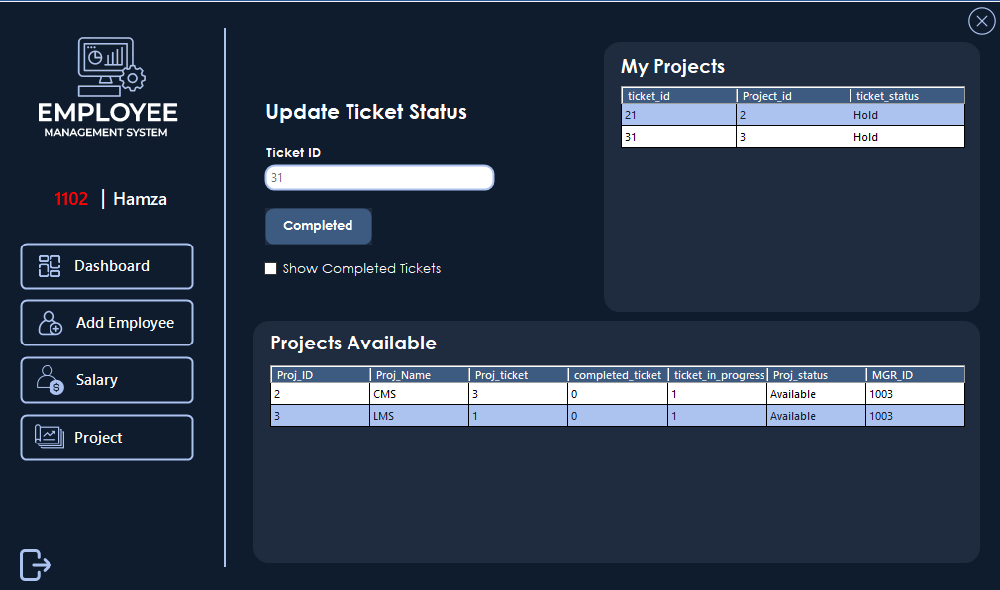 EMPLOYEE
MANAGEMENT SYSTEM
1102 | Hamza
Dashboard
Add Employee
Salary
Project
Update Ticket Status
Ticket ID
31
Completed
Show Completed Tickets
My Projects
ticket_id Project_id ticket_status
21 2 Hold
31 3 Hold
Projects Available
Proj_ID Proj_Name Proj_ticket completed_ticket ticket_in_progress Proj_status MGR_ID
2 CMS 3 0 1 Available 1003
3 LMS 1 0 1 Available 1003